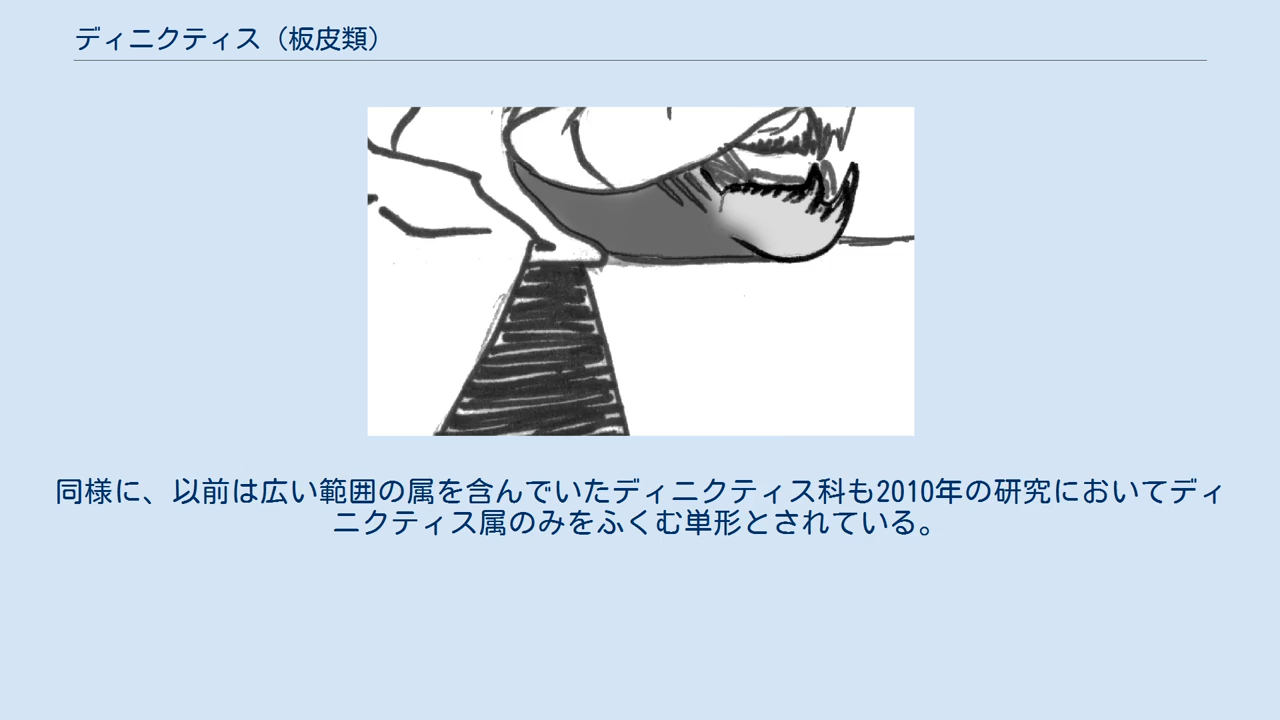 ディニクティス（板皮類）
同様に、以前は広い範囲の属を含んでいたディニクティス科も2010年の研究においてディ
ニクティス属のみをふくむ単形とされている。